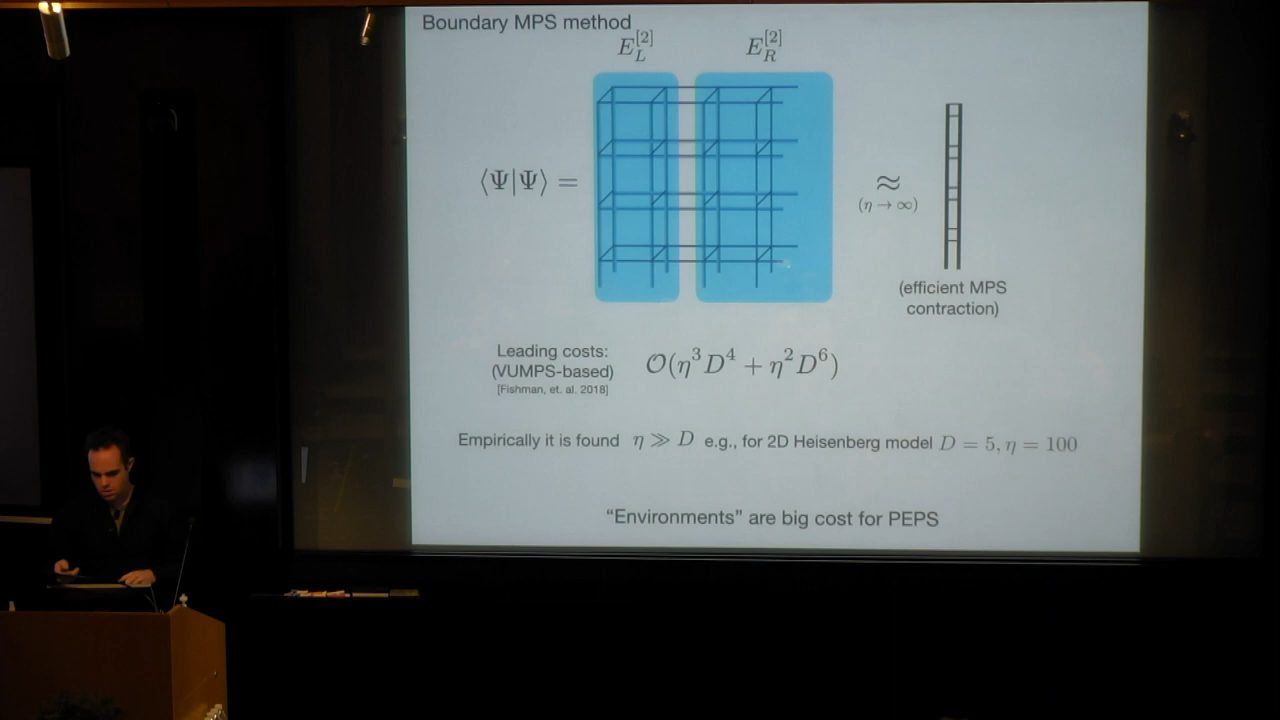 Boundary MPS method
E_L^{[2]} E_R^{[2]}
⟨Ψ|Ψ⟩ =
≈
(η → ∞)
(efficient MPS
contraction)
Leading costs:
(VUMPS-based)
[Fishman, et. al. 2018]
𝒪(η³D⁴ + η²D⁶)
Empirically it is found η ≫ D e.g., for 2D Heisenberg model D = 5, η = 100
“Environments” are big cost for PEPS